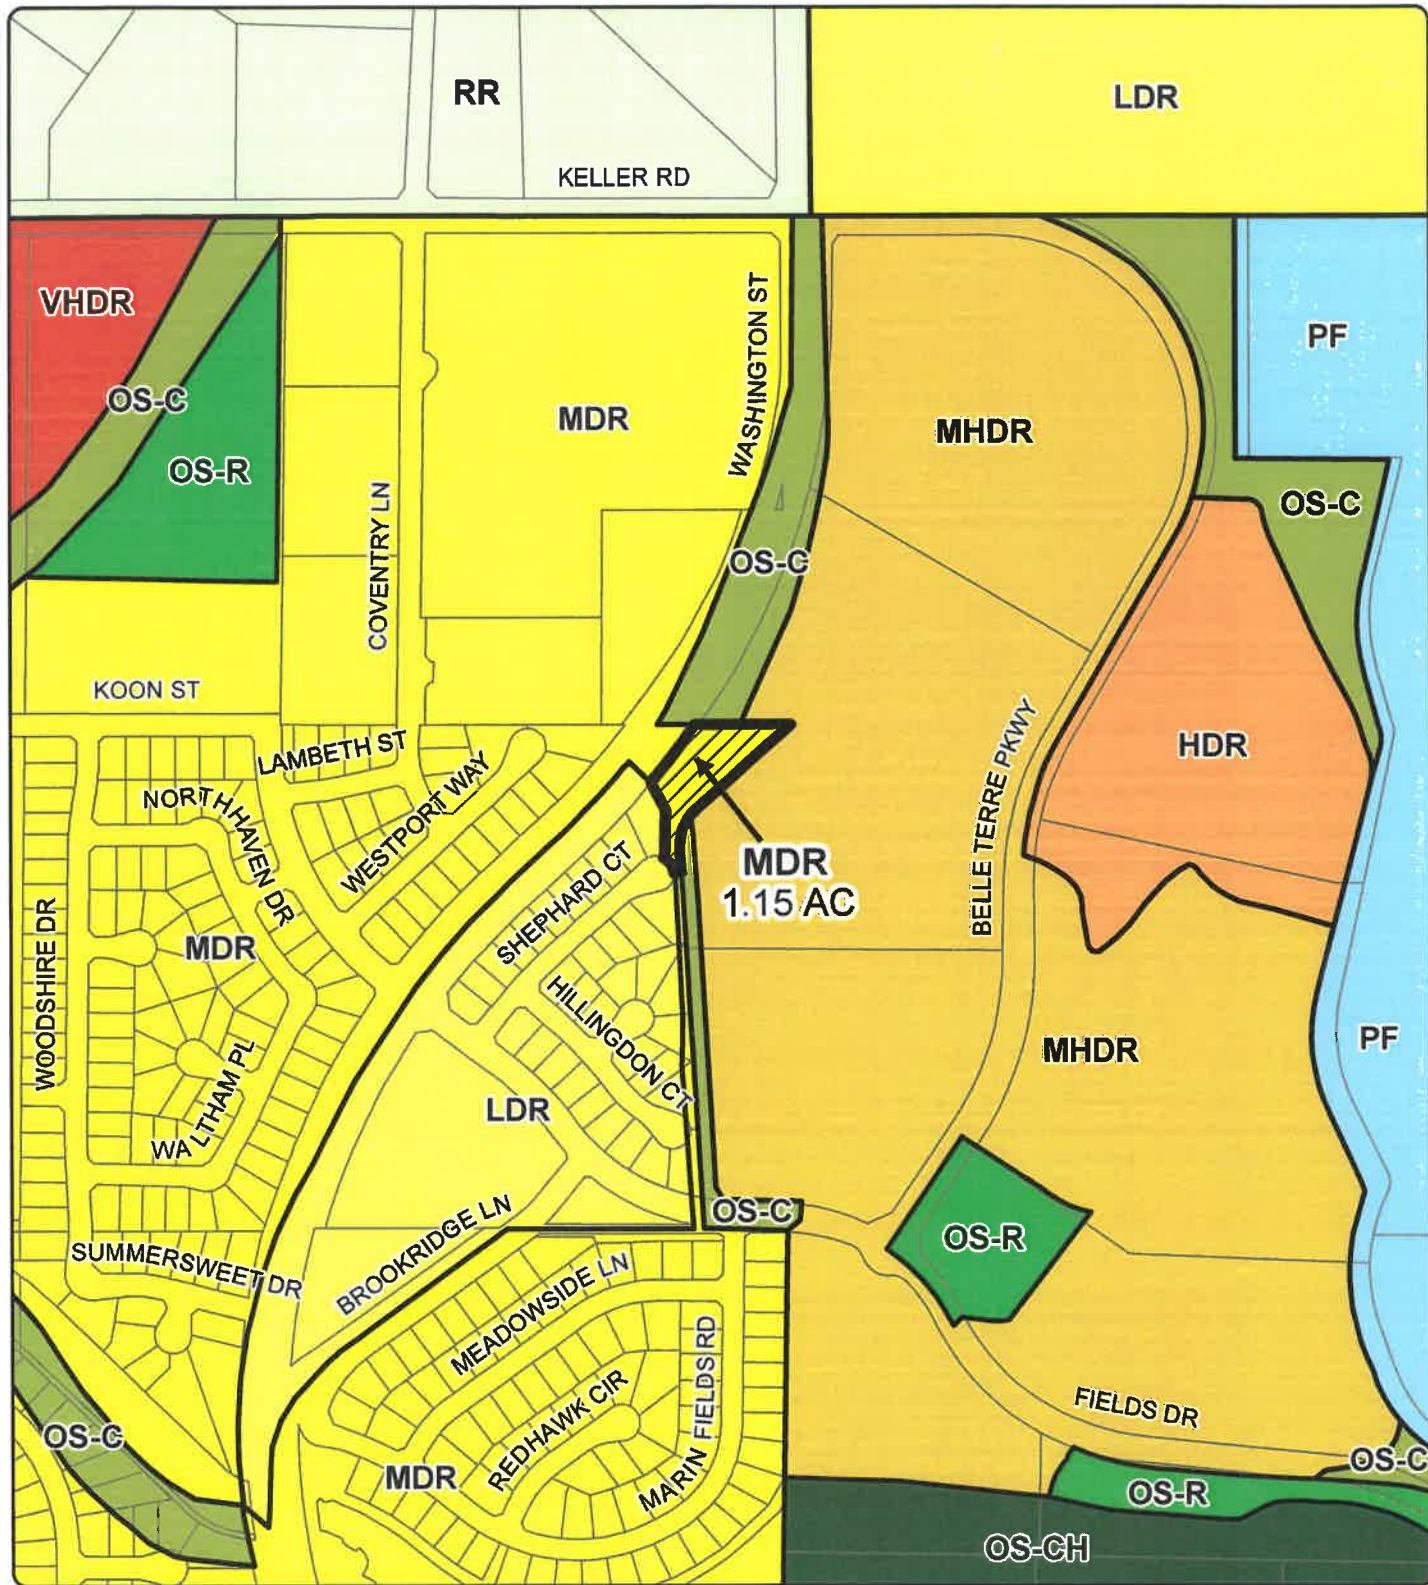 RR
LDR
KELLER RD
VHDR
OS-C
OS-R
COVENTRY LN
MDR
WASHINGTON ST
MHDR
PF
OS-C
OS-C
KOON ST
LAMBETH ST
NORTHHAVEN DR
WESTPORT WAY
BELLE TERRE PKWY
HDR
WOODSHIRE DR
MDR
SHEPHARD CT
MDR
1.15 AC
HILLINGDON CT
WALTHAM PL
LDR
MHDR
PF
OS-C
OS-R
SUMMERSWEET DR
BROOKRIDGE LN
MEADOWSIDE LN
REDHAWK CIR
MARIN FIELDS RD
FIELDS DR
OS-C
MDR
OS-C
OS-R
OS-CH